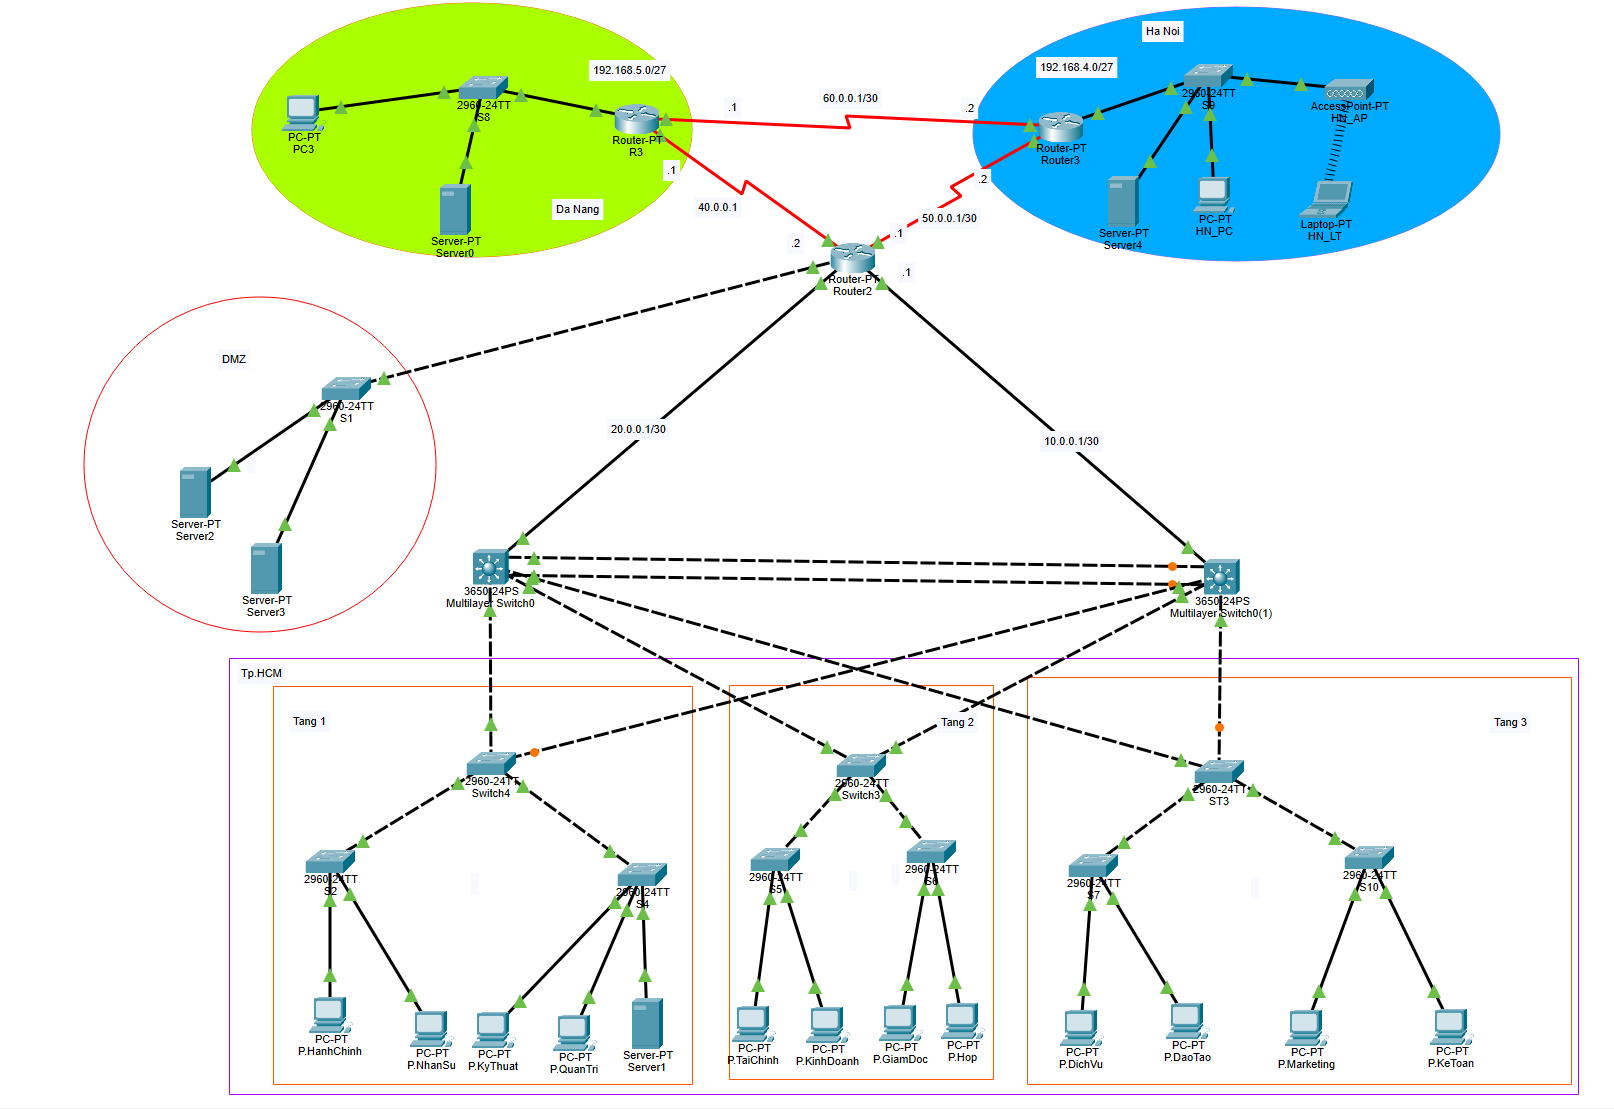 Ha Noi
192.168.5.0/27
192.168.4.0/27
2960-24TT
S8
PC-PT
PC3
Router-PT
R3
Server-PT
Server0
Da Nang
.1
60.0.0.1/30
.2
.1
40.0.0.1
.2
50.0.0.1/30
.2
.1
.1
Router-PT
Router3
2960-24TT
S9
AccessPoint-PT
HN_AP
Server-PT
Server4
PC-PT
HN_PC
Laptop-PT
HN_LT
Router-PT
Router2
DMZ
2960-24TT
S1
Server-PT
Server2
Server-PT
Server3
20.0.0.1/30
10.0.0.1/30
3650-24PS
Multilayer Switch0
3650-24PS
Multilayer Switch0(1)
Tp.HCM
Tang 1
Tang 2
Tang 3
2960-24TT
Switch4
2960-24TT
Switch3
2960-24TT
ST3
2960-24TT
S2
2960-24TT
S4
2960-24TT
S5
2960-24TT
S6
2960-24TT
S7
2960-24TT
S10
PC-PT
P.HanhChinh
PC-PT
P.NhanSu
PC-PT
P.KyThuat
PC-PT
P.QuanTri
Server-PT
Server1
PC-PT
P.TaiChinh
PC-PT
P.KinhDoanh
PC-PT
P.GiamDoc
PC-PT
P.Hop
PC-PT
P.DichVu
PC-PT
P.DaoTao
PC-PT
P.Marketing
PC-PT
P.KeToan